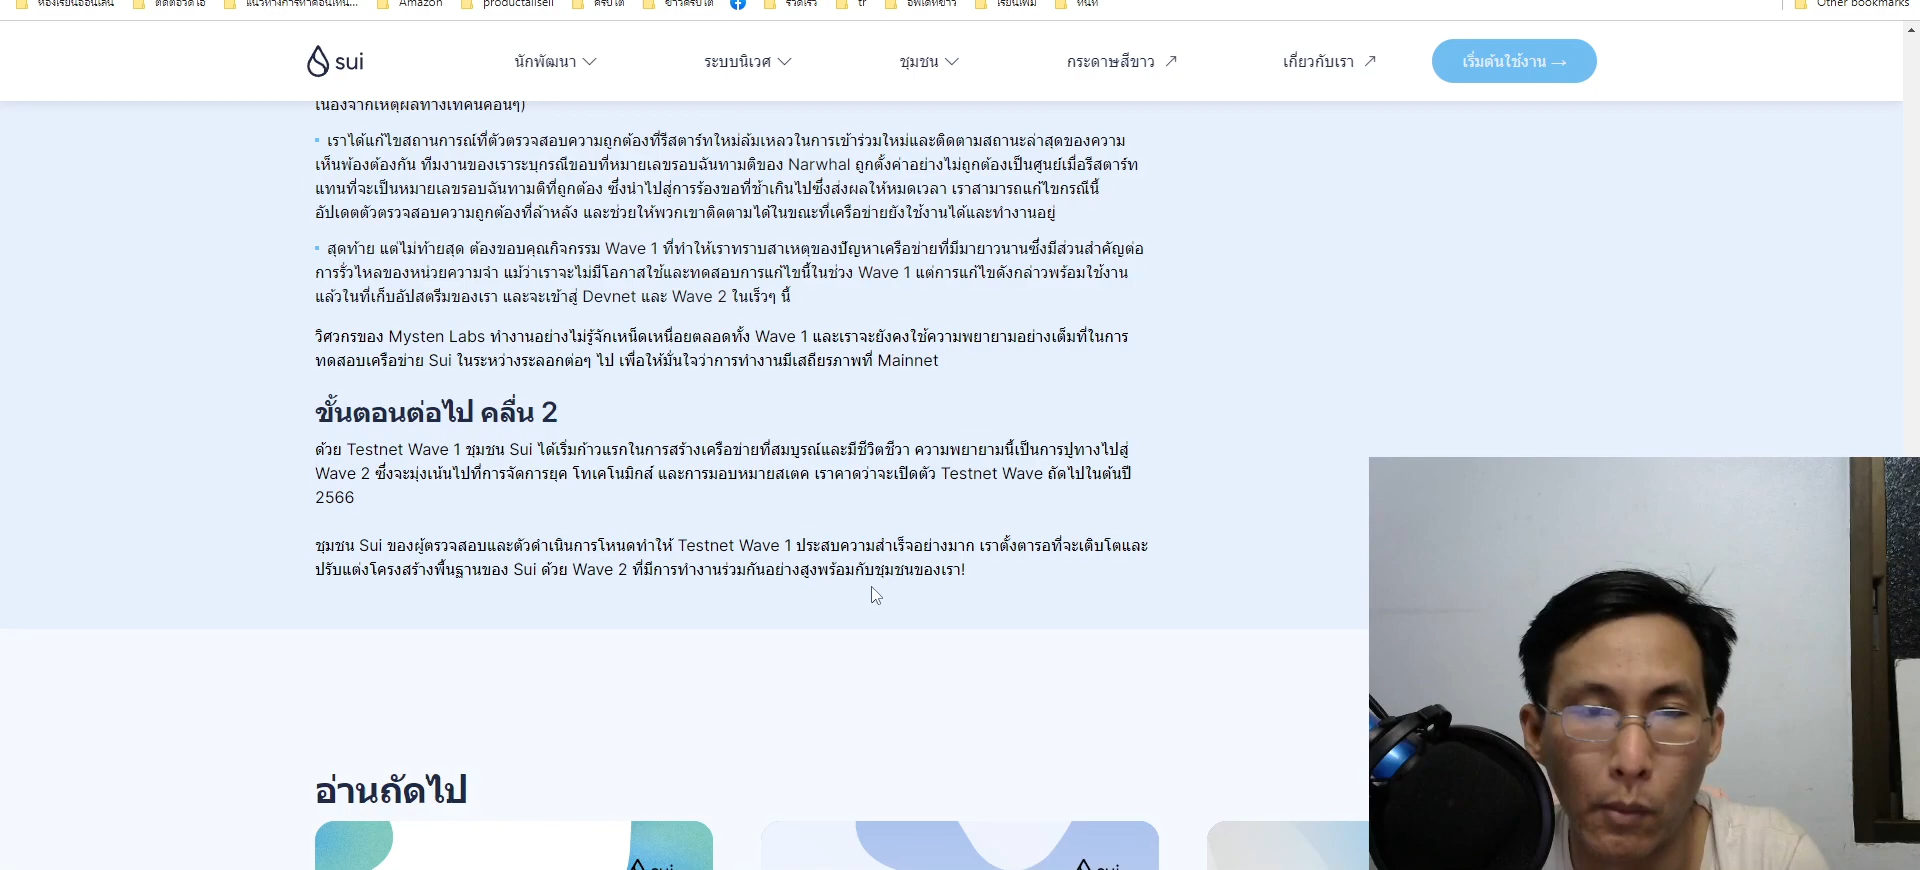 Amazon
productallsell
Other bookmarks
sui
นักพัฒนา
ระบบนิเวศ
ชุมชน
กระดาษสีขาว ↗
เกี่ยวกับเรา ↗
เริ่มต้นใช้งาน →
เนื่องจากเหตุผลทางเทคนิคอื่นๆ)
เราได้แก้ไขสถานการณ์ที่ตัวตรวจสอบความถูกต้องที่รีสตาร์ทใหม่ล้มเหลวในการเข้าร่วมใหม่และติดตามสถานะล่าสุดของความ
เห็นพ้องต้องกัน ทีมงานของเราระบุกรณีขอบที่หมายเลขรอบฉันทามติของ Narwhal ถูกตั้งค่าอย่างไม่ถูกต้องเป็นศูนย์เมื่อรีสตาร์ท
แทนที่จะเป็นหมายเลขรอบฉันทามติที่ถูกต้อง ซึ่งนำไปสู่การร้องขอที่ช้าเกินไปซึ่งส่งผลให้หมดเวลา เราสามารถแก้ไขกรณีนี้
อัปเดตตัวตรวจสอบความถูกต้องที่ล้าหลัง และช่วยให้พวกเขาติดตามได้ในขณะที่เครือข่ายยังใช้งานได้และทำงานอยู่
สุดท้าย แต่ไม่ท้ายสุด ต้องขอบคุณกิจกรรม Wave 1 ที่ทำให้เราทราบสาเหตุของปัญหาเครือข่ายที่มีมายาวนานซึ่งมีส่วนสำคัญต่อ
การรั่วไหลของหน่วยความจำ แม้ว่าเราจะไม่มีโอกาสใช้และทดสอบการแก้ไขนี้ในช่วง Wave 1 แต่การแก้ไขดังกล่าวพร้อมใช้งาน
แล้วในที่เก็บอัปสตรีมของเรา และจะเข้าสู่ Devnet และ Wave 2 ในเร็วๆ นี้
วิศวกรของ Mysten Labs ทำงานอย่างไม่รู้จักเหน็ดเหนื่อยตลอดทั้ง Wave 1 และเราจะยังคงใช้ความพยายามอย่างเต็มที่ในการ
ทดสอบเครือข่าย Sui ในระหว่างระลอกต่อๆ ไป เพื่อให้มั่นใจว่าการทำงานมีเสถียรภาพที่ Mainnet
ขั้นตอนต่อไป คลื่น 2
ด้วย Testnet Wave 1 ชุมชน Sui ได้เริ่มก้าวแรกในการสร้างเครือข่ายที่สมบูรณ์และมีชีวิตชีวา ความพยายามนี้เป็นการปูทางไปสู่
Wave 2 ซึ่งจะมุ่งเน้นไปที่การจัดการยุค โทเคโนมิกส์ และการมอบหมายสเตค เราคาดว่าจะเปิดตัว Testnet Wave ถัดไปในต้นปี
2566
ชุมชน Sui ของผู้ตรวจสอบและตัวดำเนินการโหนดทำให้ Testnet Wave 1 ประสบความสำเร็จอย่างมาก เราตั้งตารอที่จะเติบโตและ
ปรับแต่งโครงสร้างพื้นฐานของ Sui ด้วย Wave 2 ที่มีการทำงานร่วมกันอย่างสูงพร้อมกับชุมชนของเรา!
อ่านถัดไป